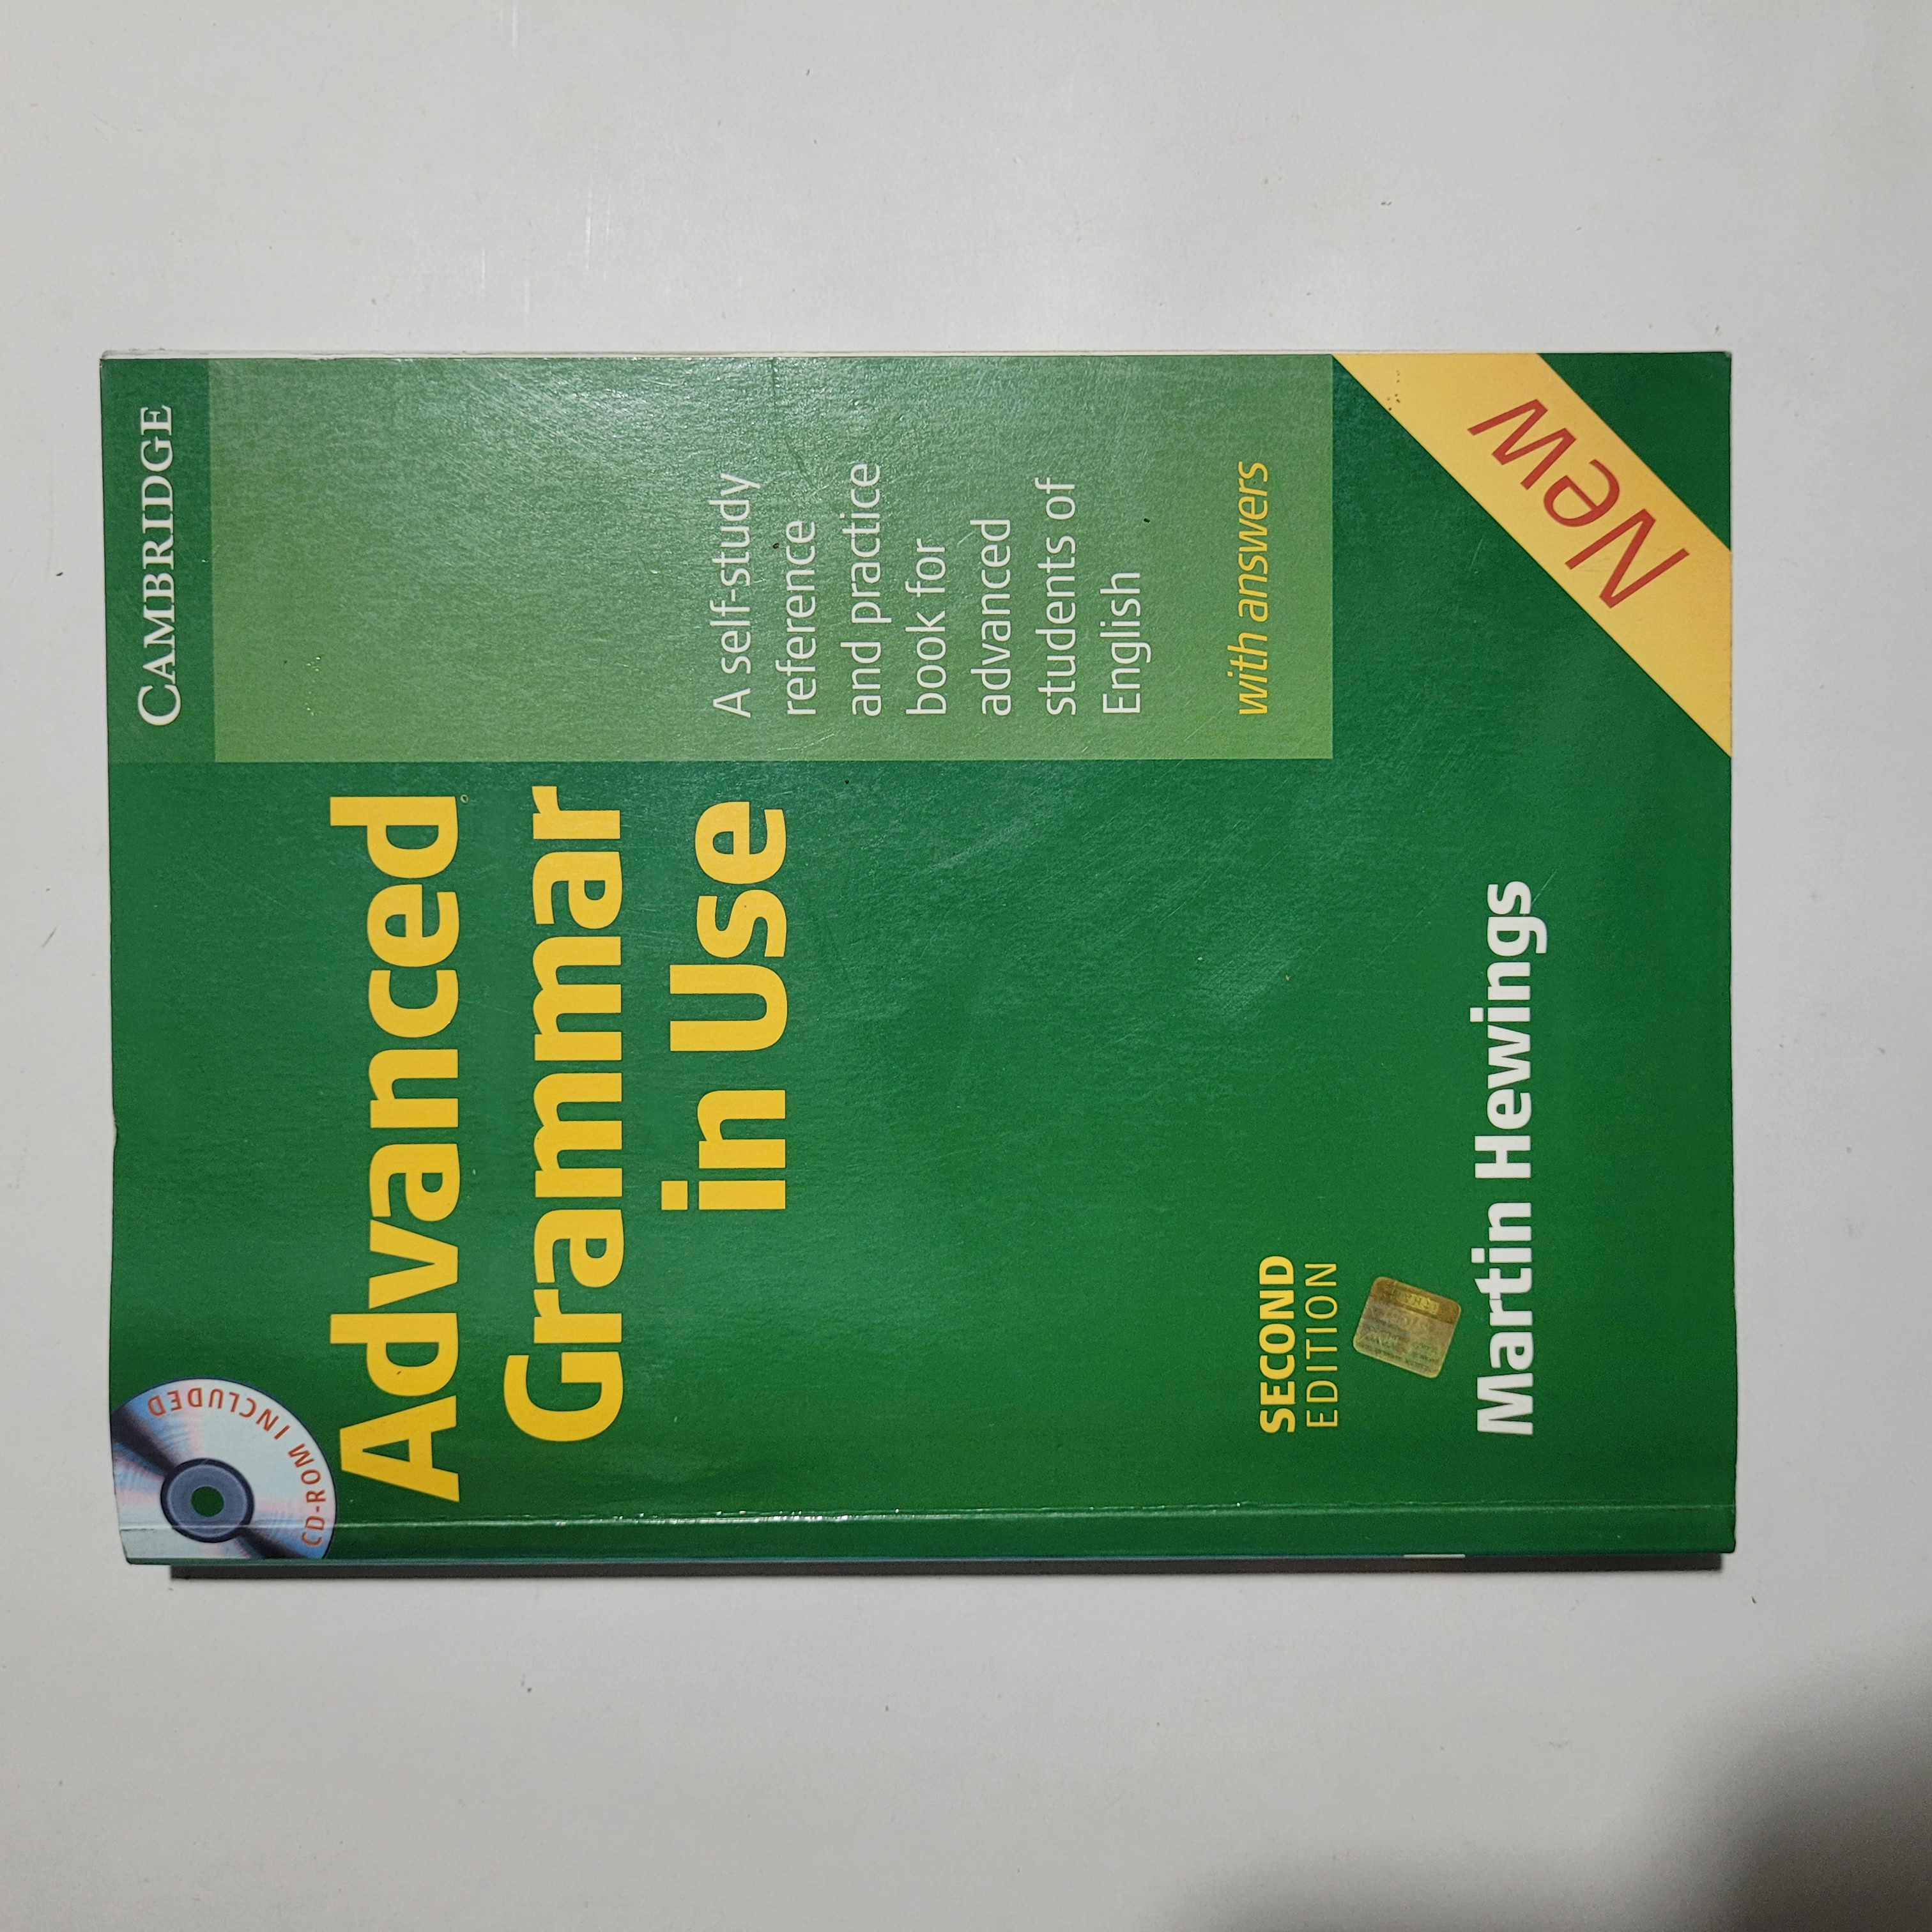 CAMBRIDGE
CD-ROM INCLUDED
Advanced
Grammar
in Use
A self-study
reference
and practice
book for
advanced
students of
English
with answers
SECOND
EDITION
Martin Hewings
New